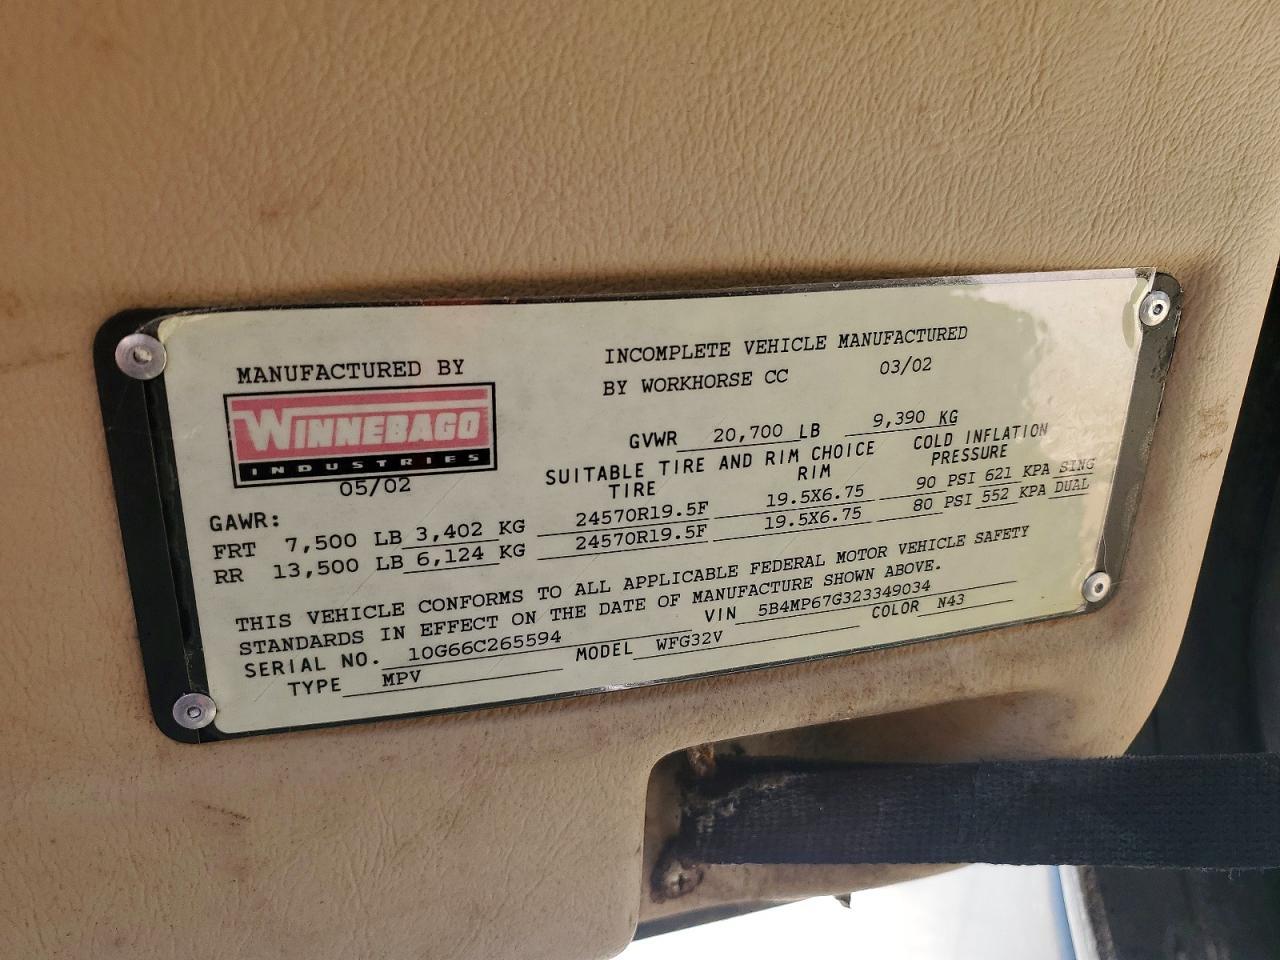 MANUFACTURED BY
WINNEBAGO
INDUSTRIES
05/02
INCOMPLETE VEHICLE MANUFACTURED
BY WORKHORSE CC 03/02
GVWR 20,700 LB 9,390 KG
SUITABLE TIRE AND RIM CHOICE COLD INFLATION
TIRE RIM PRESSURE
GAWR:
FRT 7,500 LB 3,402 KG 24570R19.5F 19.5X6.75 90 PSI 621 KPA SING
RR 13,500 LB 6,124 KG 24570R19.5F 19.5X6.75 80 PSI 552 KPA DUAL
THIS VEHICLE CONFORMS TO ALL APPLICABLE FEDERAL MOTOR VEHICLE SAFETY
STANDARDS IN EFFECT ON THE DATE OF MANUFACTURE SHOWN ABOVE.
SERIAL NO. 10G66C265594 VIN 5B4MP67G323349034
TYPE MPV MODEL WFG32V COLOR N43